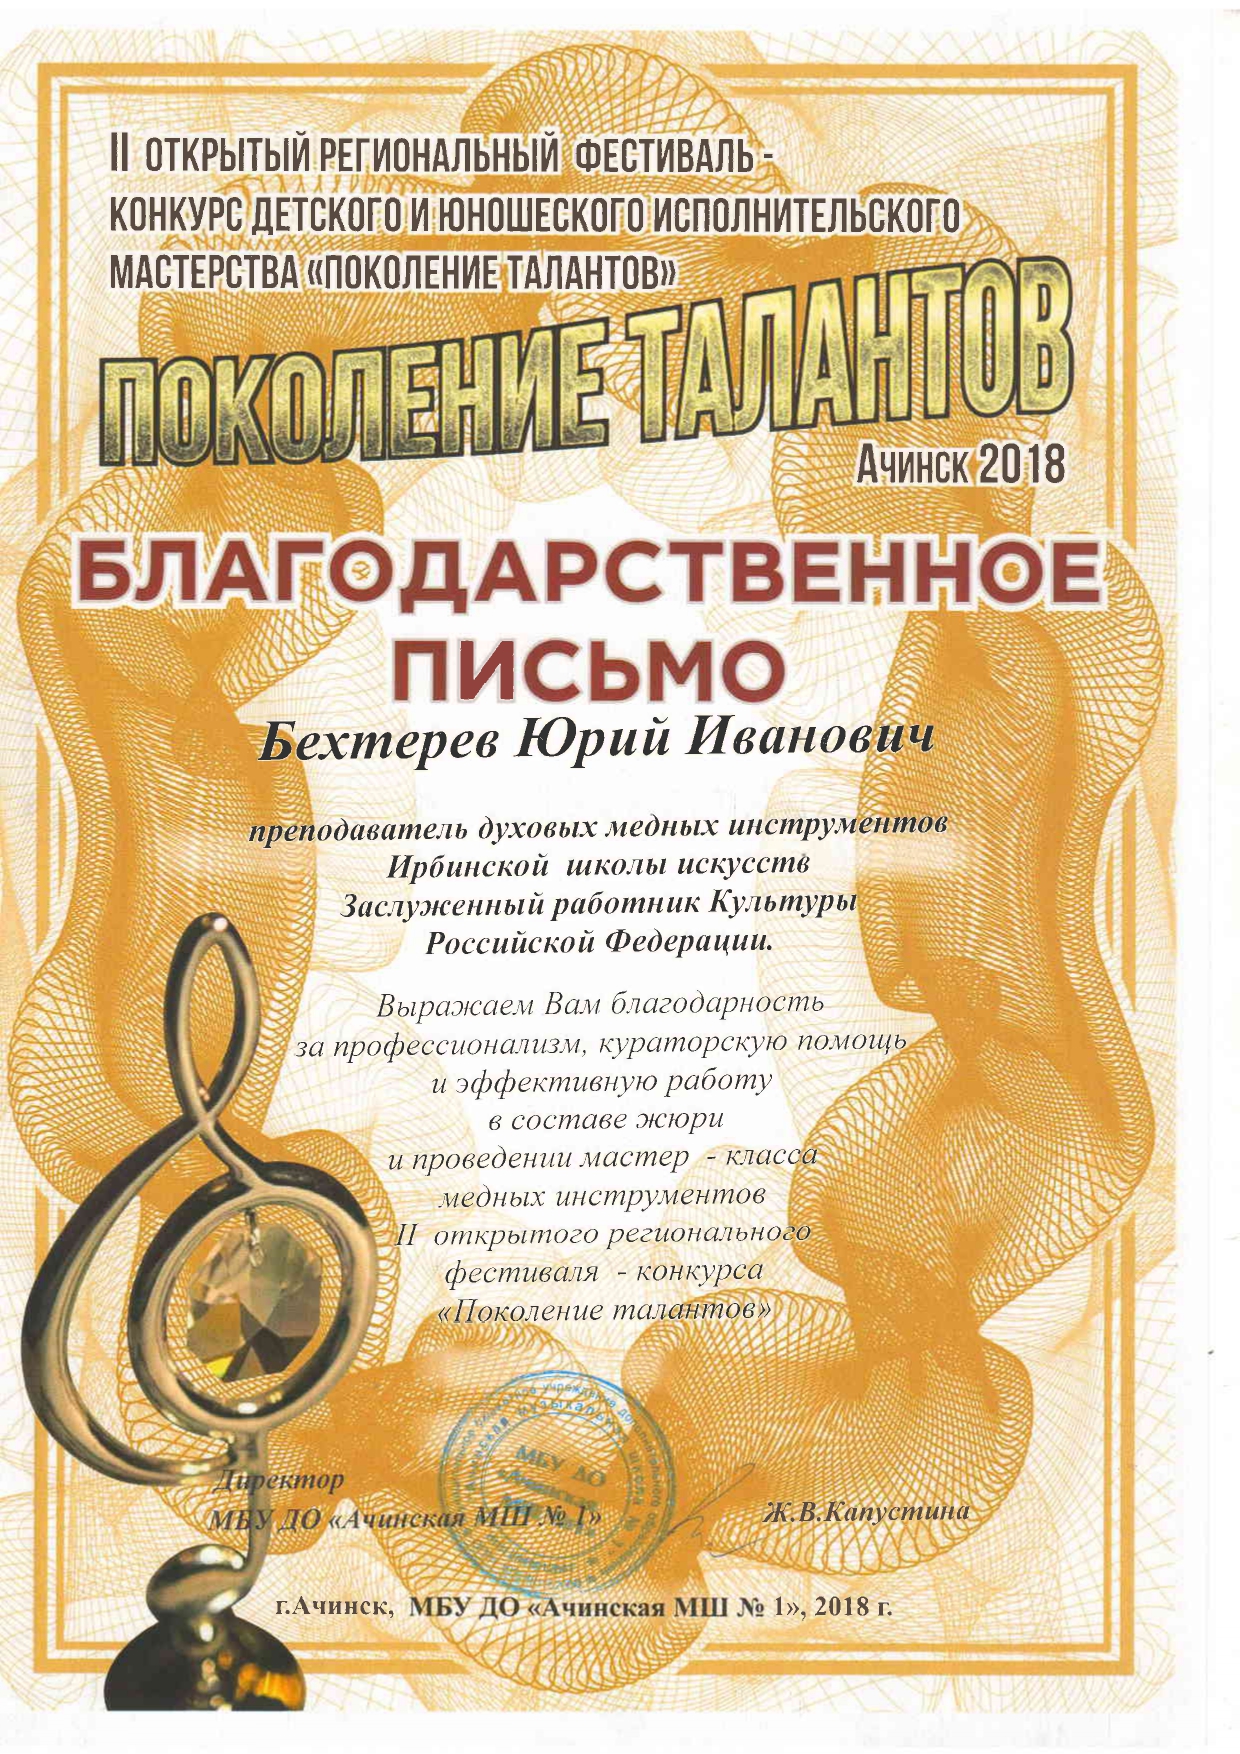 II ОТКРЫТЫЙ РЕГИОНАЛЬНЫЙ ФЕСТИВАЛЬ -
КОНКУРС ДЕТСКОГО И ЮНОШЕСКОГО ИСПОЛНИТЕЛЬСКОГО
МАСТЕРСТВА «ПОКОЛЕНИЕ ТАЛАНТОВ»
ПОКОЛЕНИЕ ТАЛАНТОВ
АЧИНСК 2018
БЛАГОДАРСТВЕННОЕ
ПИСЬМО
Бехтерев Юрий Иванович
преподаватель духовых медных инструментов
Ирбинской школы искусств
Заслуженный работник Культуры
Российской Федерации.
Выражаем Вам благодарность
за профессионализм, кураторскую помощь
и эффективную работу
в составе жюри
и проведении мастер - класса
медных инструментов
II открытого регионального
фестиваля - конкурса
«Поколение талантов»
МБУ ДО
Директор
МБУ ДО «Ачинская МШ № 1»
Ж.В.Капустина
г.Ачинск, МБУ ДО «Ачинская МШ № 1», 2018 г.